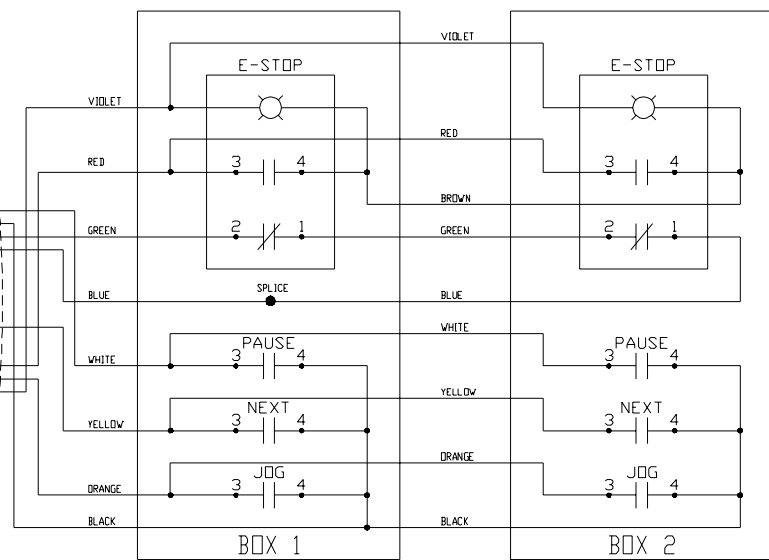 VIOLET
E-STOP
E-STOP
VIOLET
RED
RED
3 4
3 4
BROWN
GREEN
2 1
GREEN
2 1
BLUE
SPLICE
BLUE
WHITE
WHITE
PAUSE
3 4
PAUSE
3 4
YELLOW
NEXT
3 4
YELLOW
NEXT
3 4
ORANGE
ORANGE
JOG
3 4
JOG
3 4
BLACK
BLACK
BOX 1
BOX 2